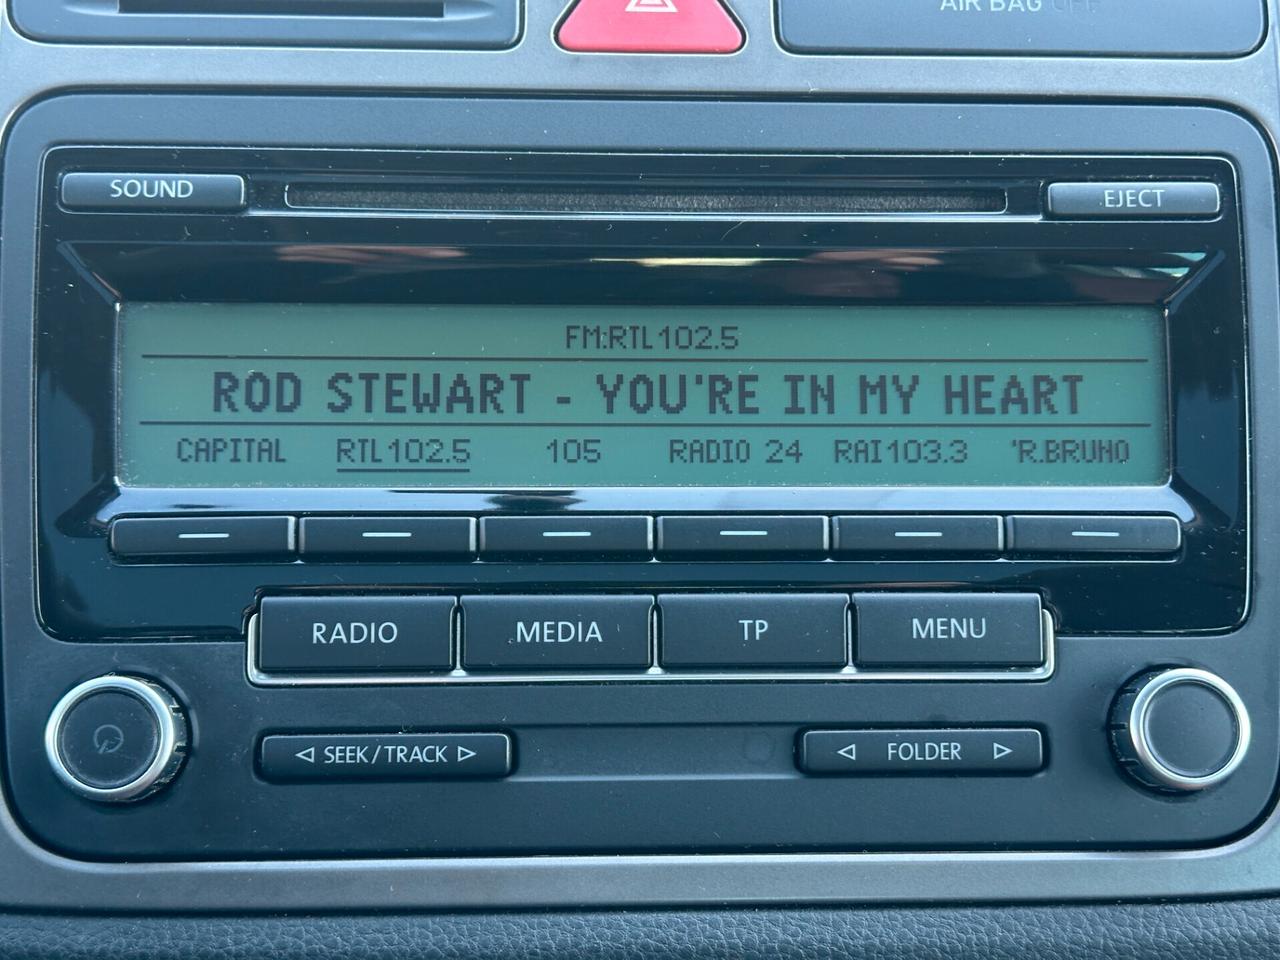 AIR BAG OFF
SOUND
EJECT
FM:RTL102.5
ROD STEWART - YOU'RE IN MY HEART
CAPITAL RTL102.5 105 RADIO 24 RAI103.3 'R.BRUNO
RADIO MEDIA TP MENU
SEEK/TRACK
FOLDER